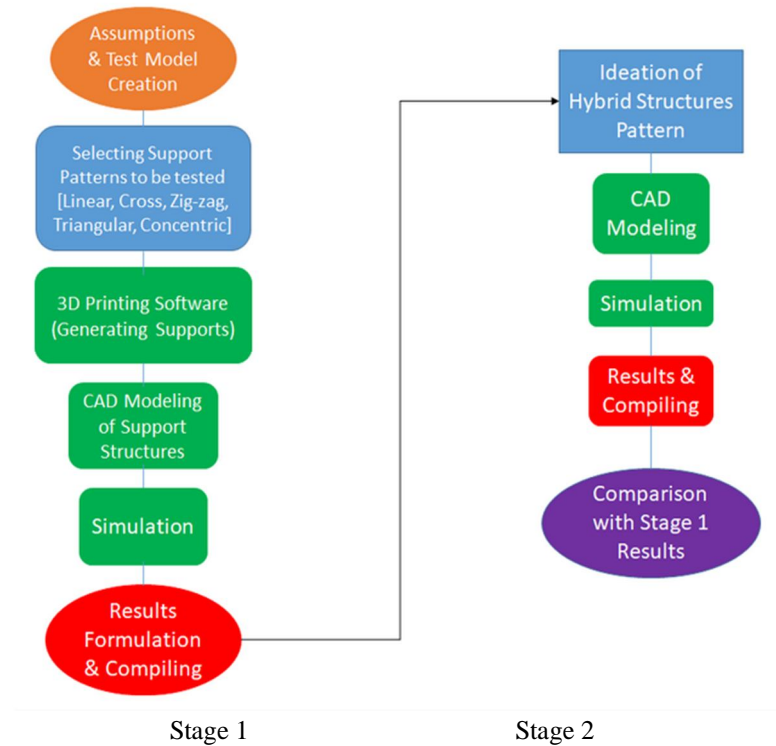 Assumptions
& Test Model
Creation
Selecting Support
Patterns to be tested
[Linear, Cross, Zig-zag,
Triangular, Concentric]
3D Printing Software
(Generating Supports)
CAD Modeling
of Support
Structures
Simulation
Results
Formulation
& Compiling
Ideation of
Hybrid Structures
Pattern
CAD
Modeling
Simulation
Results &
Compiling
Comparison
with Stage 1
Results
Stage 1
Stage 2